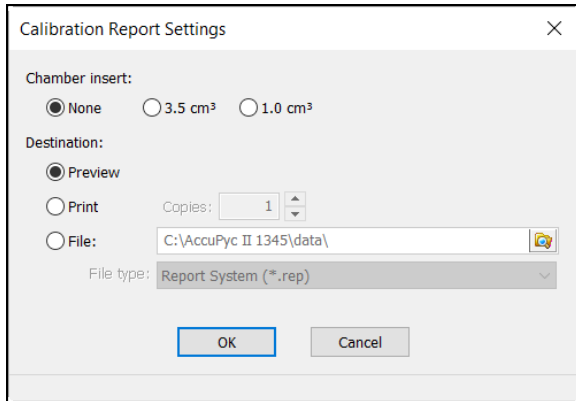 Calibration Report Settings
Chamber insert:
None 3.5 cm³ 1.0 cm³
Destination:
Preview
Print Copies: 1
File: C:\AccuPyc II 1345\data\
File type: Report System (*.rep)
OK Cancel